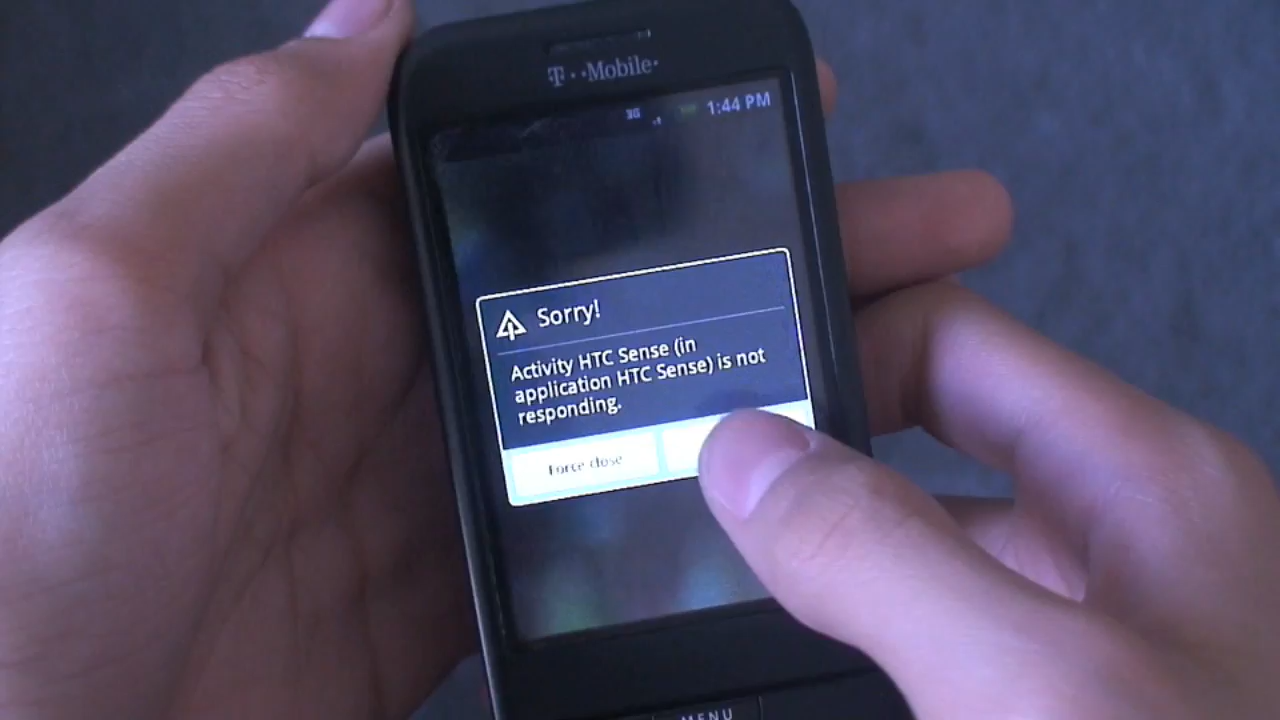 T··Mobile·
3G 1:44 PM
Sorry!
Activity HTC Sense (in
application HTC Sense) is not
responding.
Force close
MENU